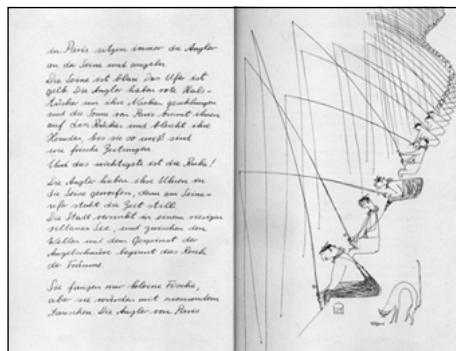 in Paris sitzen immer die Angler
an der Seine und angeln.
Die Seine ist blau. Das Ufer ist
gelb. Die Angler haben rote Hals-
tücher um ihre Nacken geschlungen
und die Sonne von Paris brennt ihnen
auf den Rücken und bleicht ihre
Hemden, bis sie so weiß sind
wie frische Zeitungen.
Und das wichtigste ist die Ruhe!
Die Angler haben ihre Uhren in
die Seine geworfen, denn am Seine-
ufer steht die Zeit still.
Die Stadt versinkt in einem riesigen
silbernen See, und zwischen den
Wellen und dem Gespinst der
Angelschnüre beginnt das Reich
der Träume.
Sie fangen nur kleine Fische,
aber sie würden mit niemandem
tauschen. Die Angler von Paris